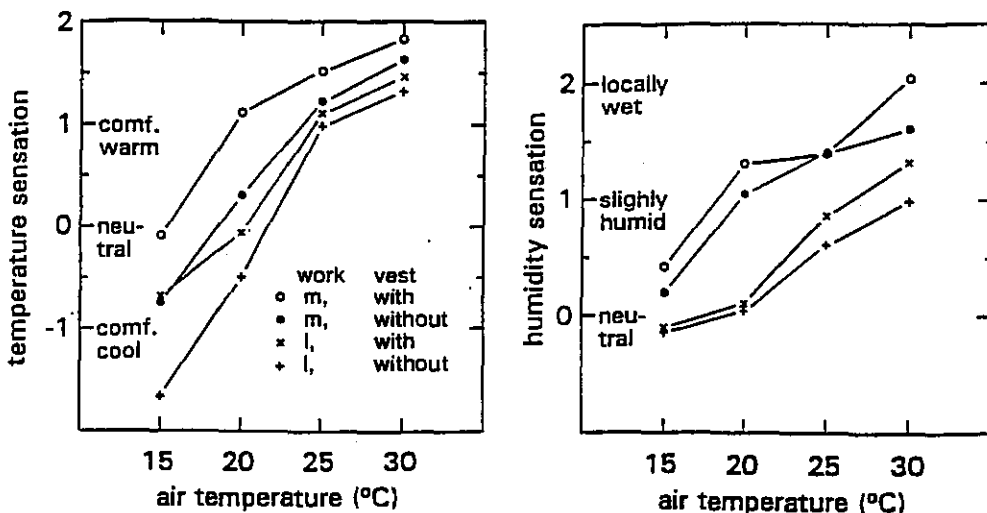 temperature sensation
2
1
0
-1
comf.
warm
neu-
tral
comf.
cool
work vest
m, with
m, without
l, with
l, without
15 20 25 30
air temperature (ºC)
humidity sensation
2
1
0
locally
wet
slighly
humid
neu-
tral
15 20 25 30
air temperature (ºC)